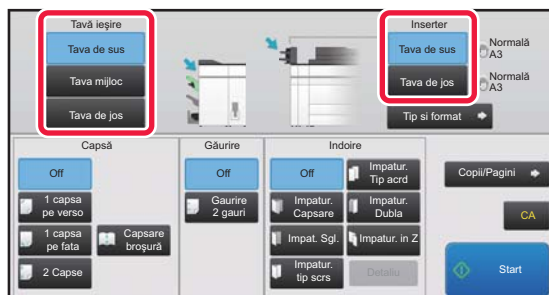 Tavă ieşire
Inserter
Tava de sus
Tava mijloc
Tava de jos
Tava de sus
Normală
A3
Tava de jos
Normală
A3
Tip si format
Capsă
Găurire
Indoire
Off
1 capsa
pe verso
1 capsa
pe fata
Capsare
broşură
2 Capse
Off
Gaurire
2 gauri
Off
Impatur.
Tip acrd
Impatur.
Capsare
Impatur.
Dubla
Impat. Sgl.
Impatur. in Z
Impatur.
tip scrs
Detaliu
Copii/Pagini
CA
Start